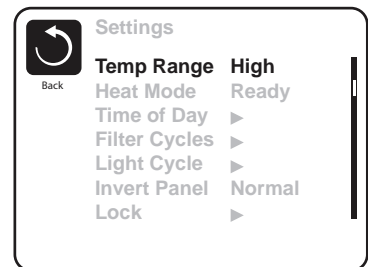 Settings
Back
Temp Range High
Heat Mode Ready
Time of Day ▶
Filter Cycles ▶
Light Cycle ▶
Invert Panel Normal
Lock ▶